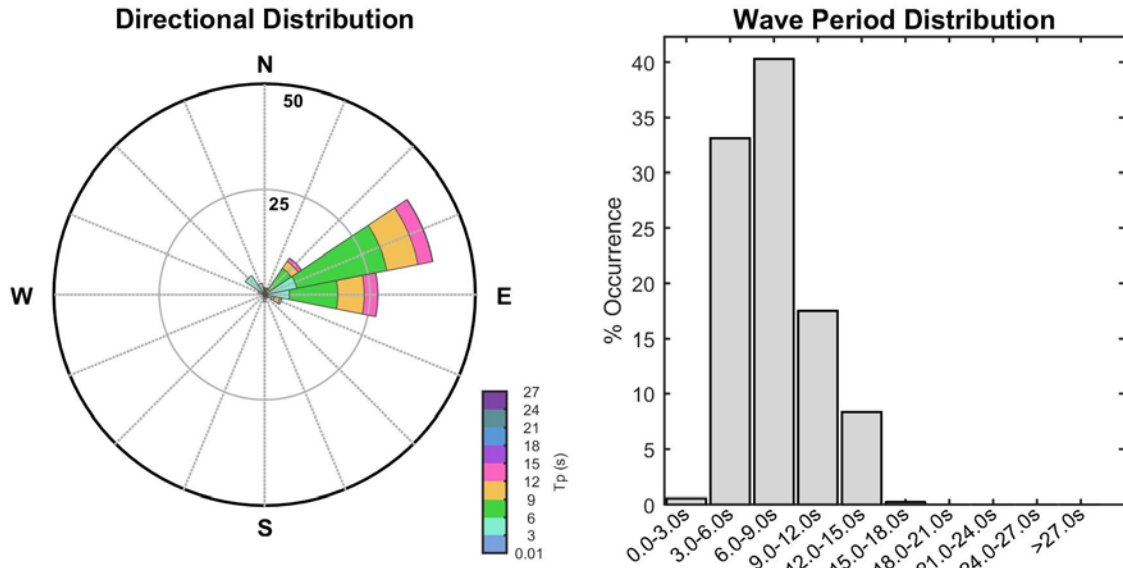 Directional Distribution
N
50
25
W
E
S
27
24
21
18
15
12
9
6
3
0.01
Tp (s)
Wave Period Distribution
% Occurrence
40
35
30
25
20
15
10
5
0
0.0-3.0s
3.0-6.0s
6.0-9.0s
9.0-12.0s
12.0-15.0s
15.0-18.0s
18.0-21.0s
21.0-24.0s
24.0-27.0s
>27.0s